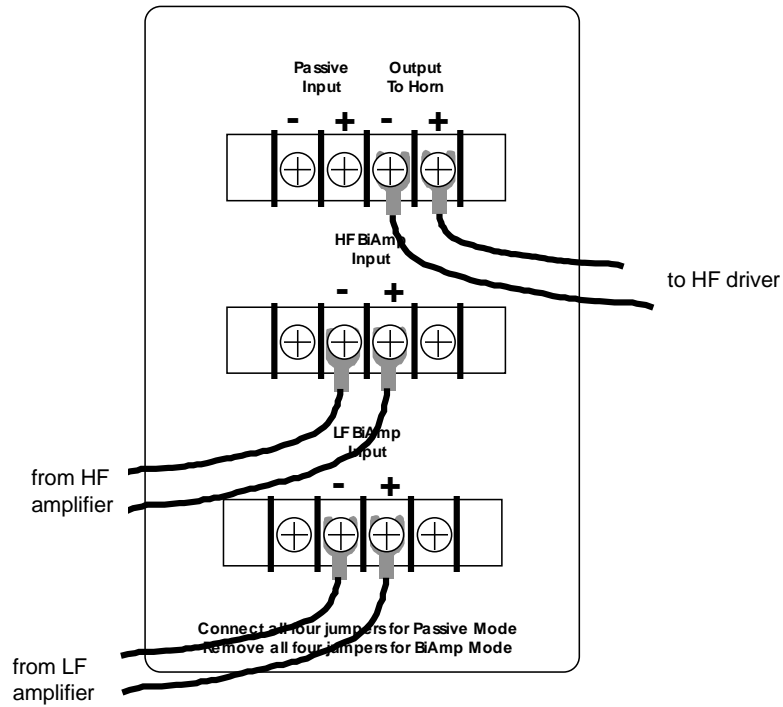 Passive Output
Input To Horn
- + - +
HF BiAmp
Input
to HF driver
- +
LF BiAmp
Input
from HF
amplifier
- +
Connect all four jumpers for Passive Mode
Remove all four jumpers for BiAmp Mode
from LF
amplifier